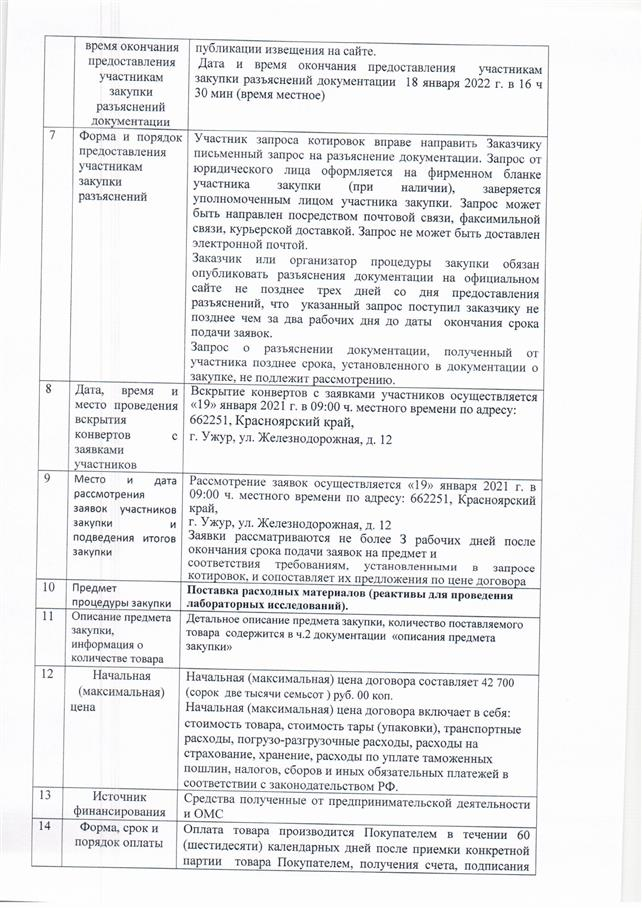 время окончания
предоставления
участникам
закупки
разъяснений
документации
публикации извещения на сайте.
Дата и время окончания предоставления участникам
закупки разъяснений документации 18 января 2022 г. в 16 ч
30 мин (время местное)
7
Форма и порядок
предоставления
участникам
закупки
разъяснений
Участник запроса котировок вправе направить Заказчику
письменный запрос на разъяснение документации. Запрос от
юридического лица оформляется на фирменном бланке
участника закупки (при наличии), заверяется
уполномоченным лицом участника закупки. Запрос может
быть направлен посредством почтовой связи, факсимильной
связи, курьерской доставкой. Запрос не может быть доставлен
электронной почтой.
Заказчик или организатор процедуры закупки обязан
опубликовать разъяснения документации на официальном
сайте не позднее трех дней со дня предоставления
разъяснений, что указанный запрос поступил заказчику не
позднее чем за два рабочих дня до даты окончания срока
подачи заявок.
Запрос о разъяснении документации, полученный от
участника позднее срока, установленного в документации о
закупке, не подлежит рассмотрению.
8
Дата, время и
место проведения
вскрытия
конвертов с
заявками
участников
Вскрытие конвертов с заявками участников осуществляется
«19» января 2021 г. в 09:00 ч. местного времени по адресу:
662251, Красноярский край,
г. Ужур, ул. Железнодорожная, д. 12
9
Место и дата
рассмотрения
заявок участников
закупки и
подведения итогов
закупки
Рассмотрение заявок осуществляется «19» января 2021 г. в
09:00 ч. местного времени по адресу: 662251, Красноярский
край,
г. Ужур, ул. Железнодорожная, д. 12
Заявки рассматриваются не более 3 рабочих дней после
окончания срока подачи заявок на предмет и
соответствия требованиям, установленными в запросе
котировок, и сопоставляет их предложения по цене договора
10
Предмет
процедуры закупки
Поставка расходных материалов (реактивы для проведения
лабораторных исследований).
11
Описание предмета
закупки,
информация о
количестве товара
Детальное описание предмета закупки, количество поставляемого
товара содержится в ч.2 документации «описания предмета
закупки»
12
Начальная
(максимальная)
цена
Начальная (максимальная) цена договора составляет 42 700
(сорок две тысячи семьсот ) руб. 00 коп.
Начальная (максимальная) цена договора включает в себя:
стоимость товара, стоимость тары (упаковки), транспортные
расходы, погрузо-разгрузочные расходы, расходы на
страхование, хранение, расходы по уплате таможенных
пошлин, налогов, сборов и иных обязательных платежей в
соответствии с законодательством РФ.
13
Источник
финансирования
Средства полученные от предпринимательской деятельности
и ОМС
14
Форма, срок и
порядок оплаты
Оплата товара производится Покупателем в течении 60
(шестидесяти) календарных дней после приемки конкретной
партии товара Покупателем, получения счета, подписания